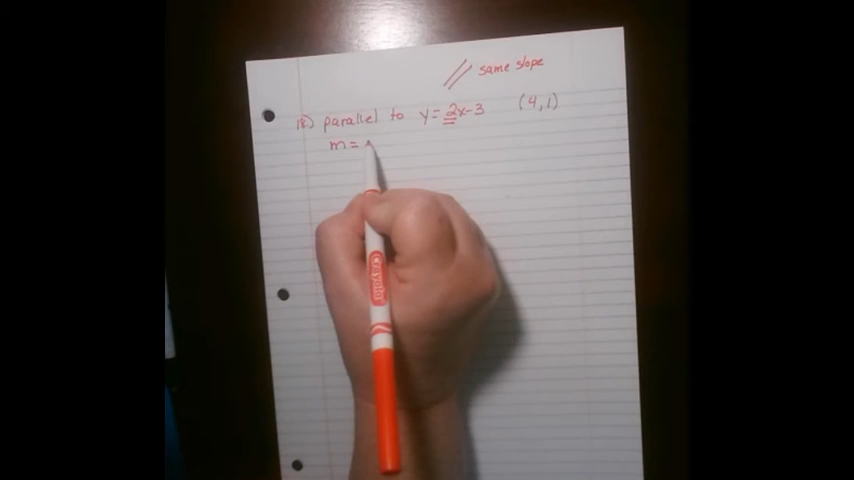 // same slope
18) parallel to y = 2x-3 (4,1)
m =
Crayola